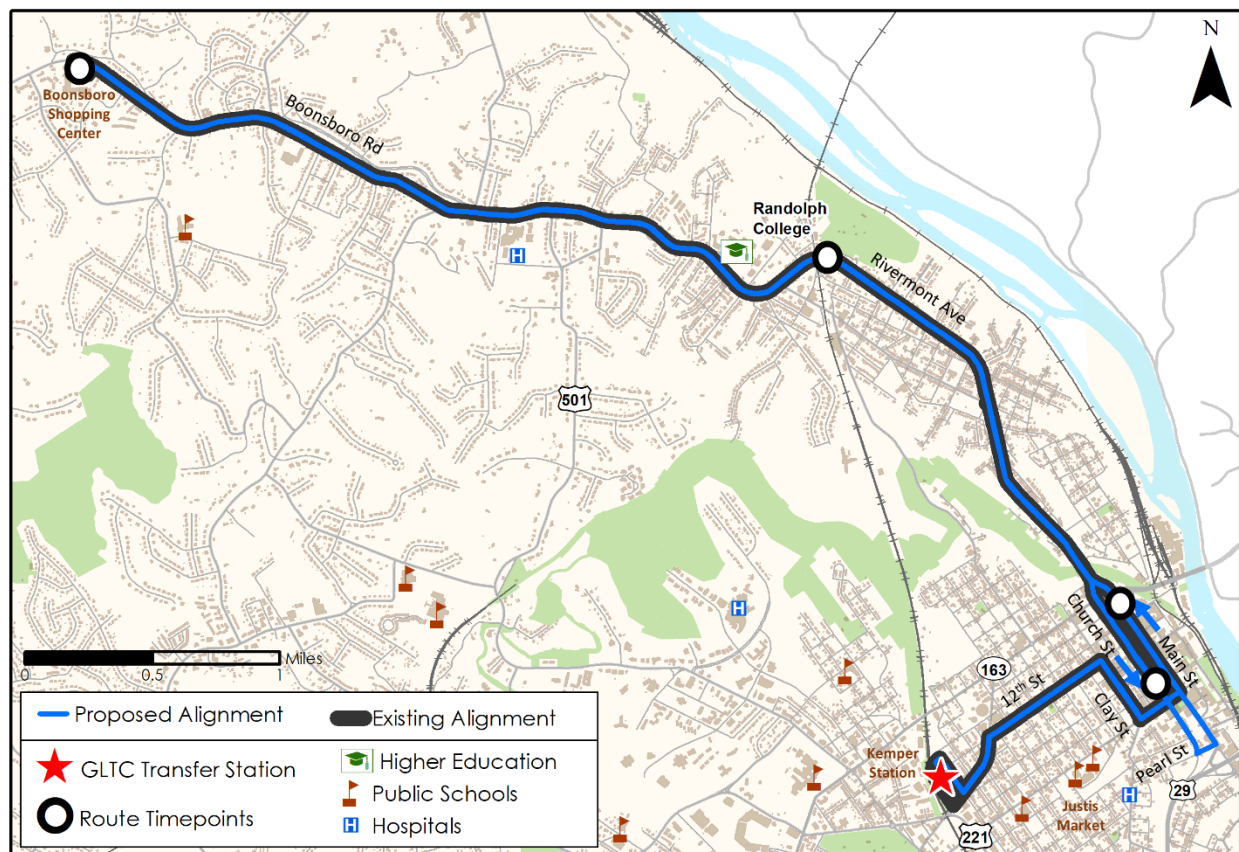 N
Boonsboro
Shopping
Center
Boonsboro Rd
Randolph
College
Rivermont Ave
H
501
H
Church St
Main St
163
12th St
Clay St
Pearl St
Kemper
Station
Justis
Market
H
29
221
0 0.5 1 Miles
Proposed Alignment
Existing Alignment
GLTC Transfer Station
Route Timepoints
Higher Education
Public Schools
H Hospitals